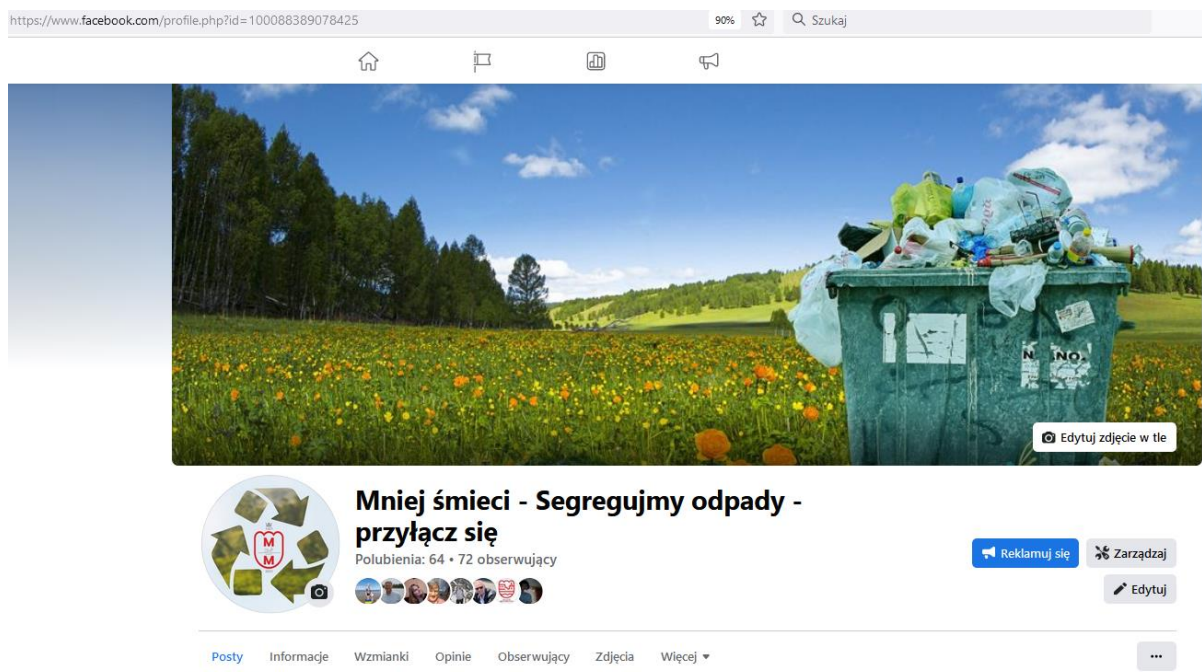 https://www.facebook.com/profile.php?id=100088389078425
90%
Szukaj
N NO.
Edytuj zdjęcie w tle
Mniej śmieci - Segregujmy odpady -
przyłącz się
Polubienia: 64 • 72 obserwujący
M
M
Reklamuj się
Zarządzaj
Edytuj
Posty
Informacje
Wzmianki
Opinie
Obserwujący
Zdjęcia
Więcej